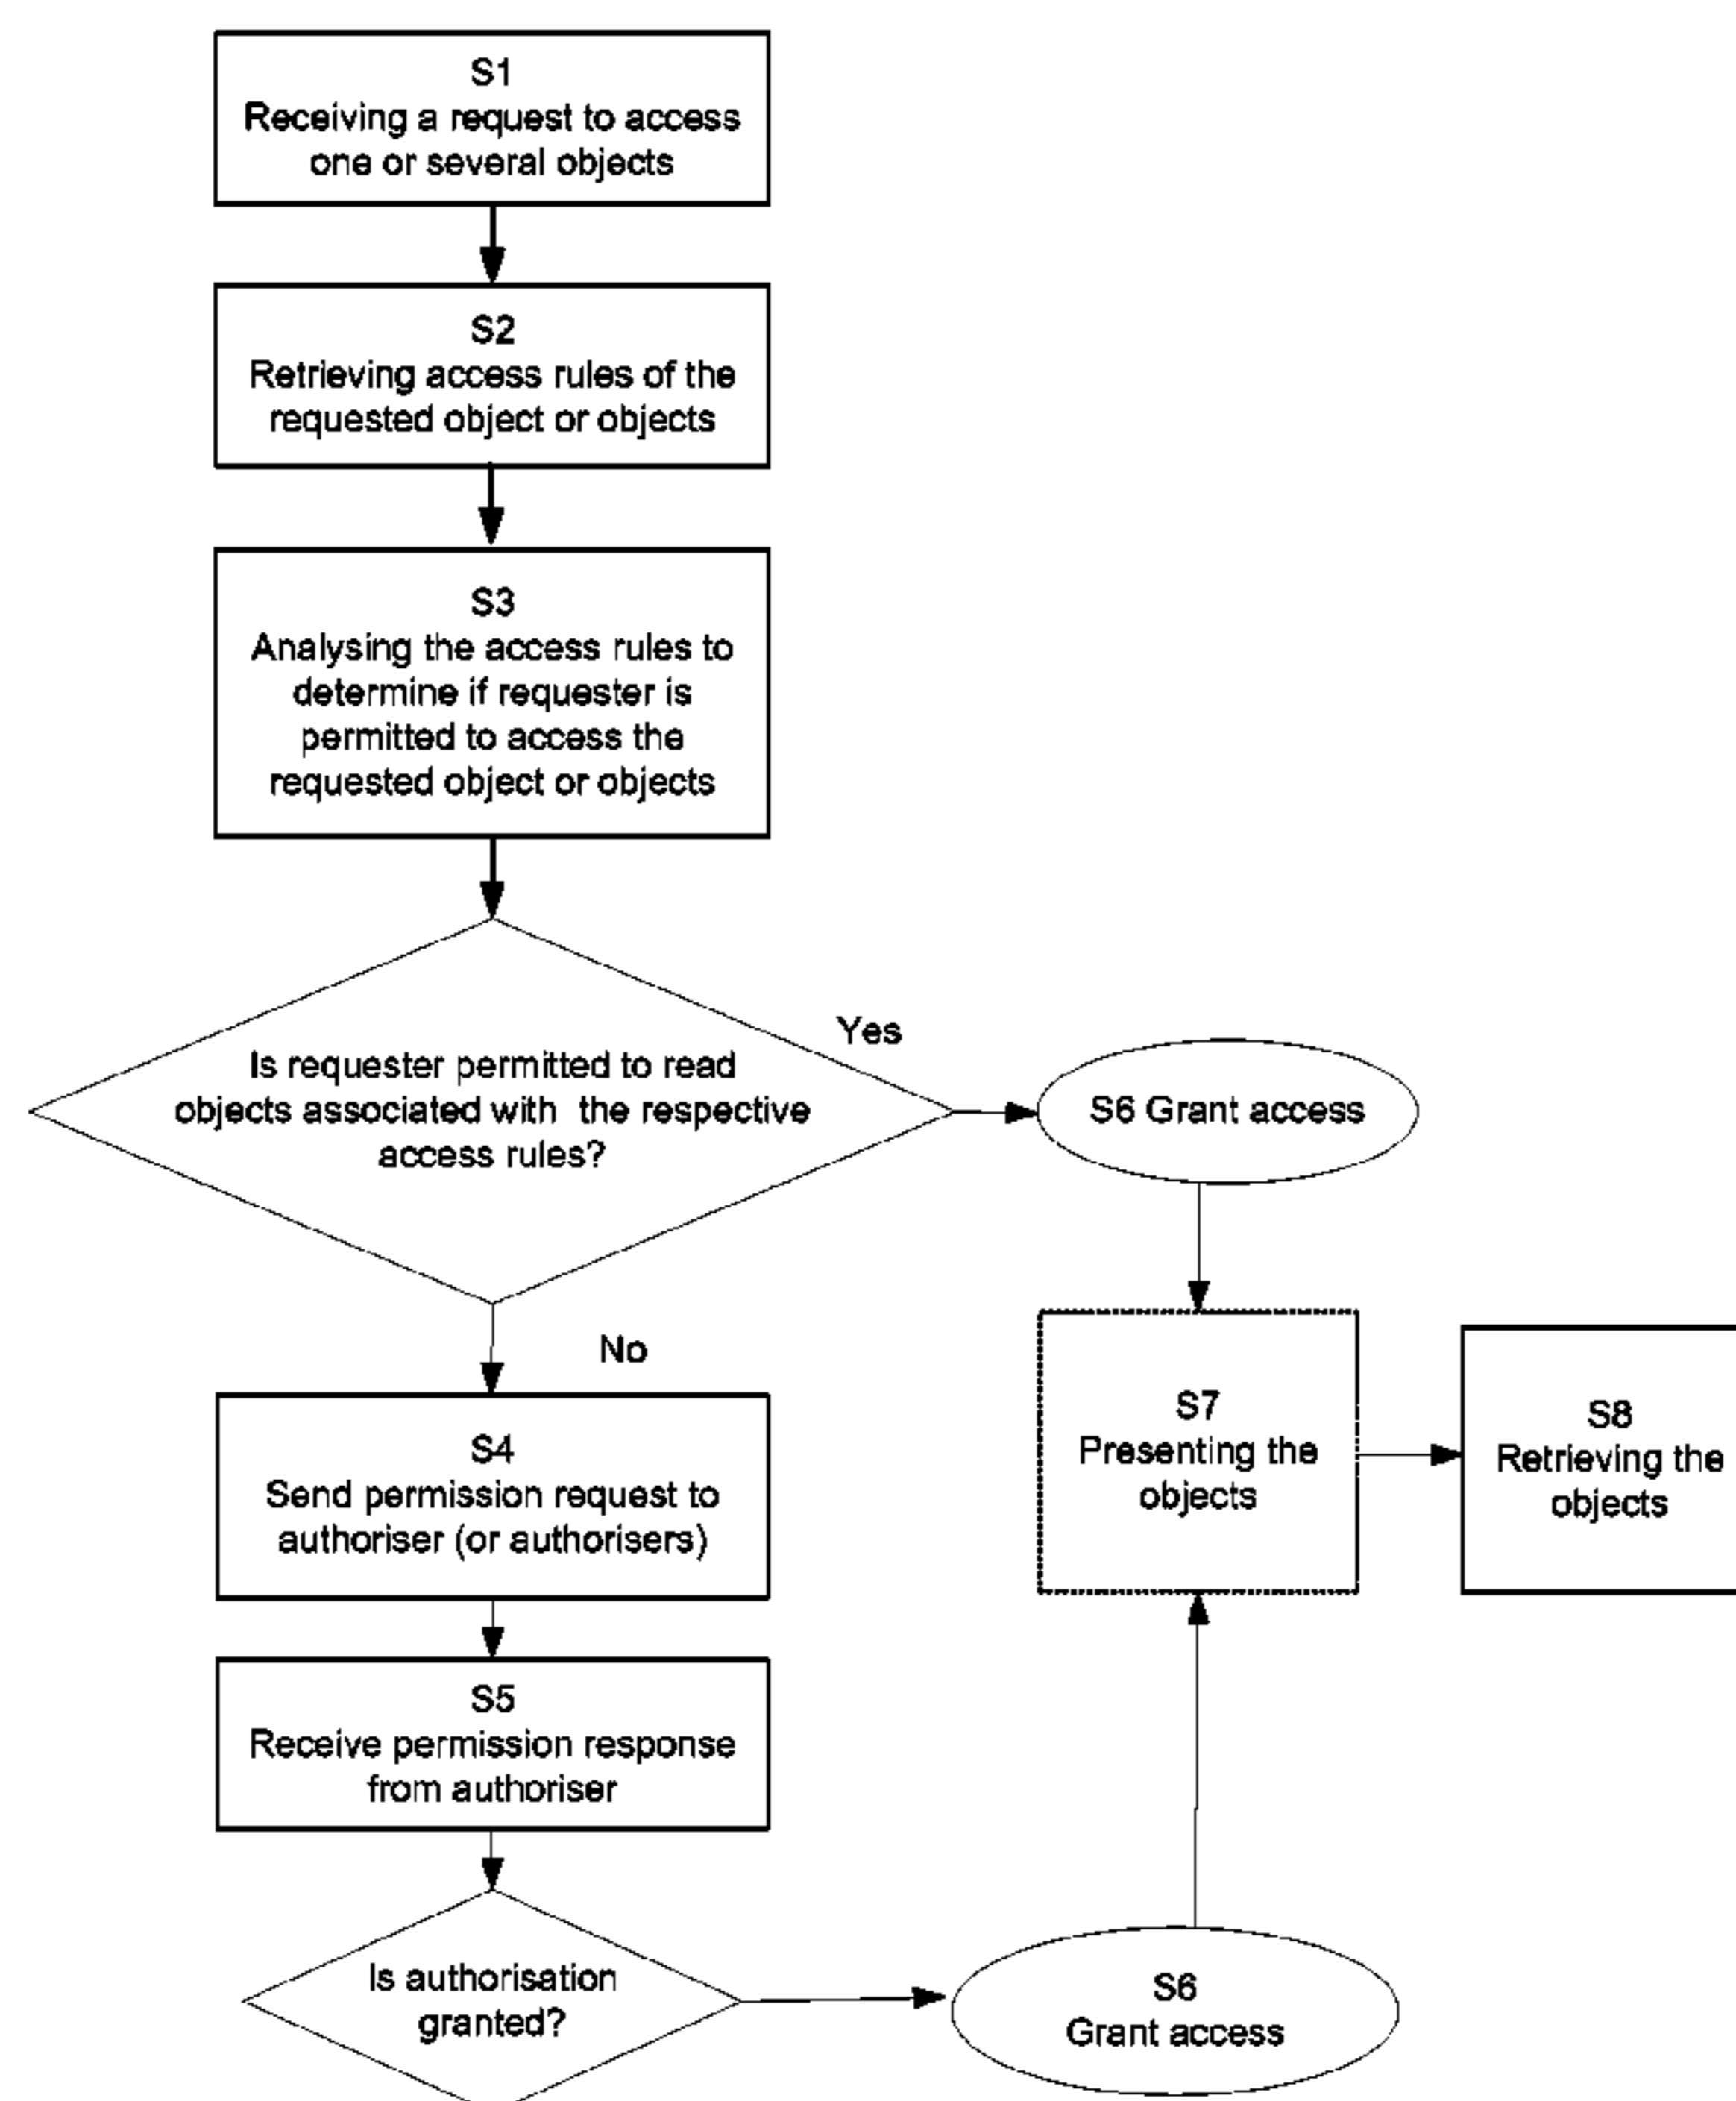 S1
Receiving a request to access
one or several objects
S2
Retrieving access rules of the
requested object or objects
S3
Analysing the access rules to
determine if requester is
permitted to access the
requested object or objects
Is requester permitted to read
objects associated with the respective
access rules?
Yes
S6 Grant access
No
S4
Send permission request to
authoriser (or authorisers)
S7
Presenting the
objects
S8
Retrieving the
objects
S5
Receive permission response
from authoriser
Is authorisation
granted?
S6
Grant access